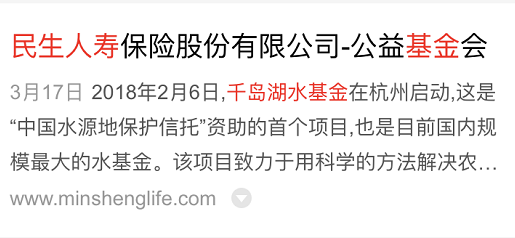 民生人寿保险股份有限公司-公益基金会
3月17日 2018年2月6日,千岛湖水基金在杭州启动,这是
“中国水源地保护信托”资助的首个项目,也是目前国内规
模最大的水基金。该项目致力于用科学的方法解决农…
www.minshenglife.com